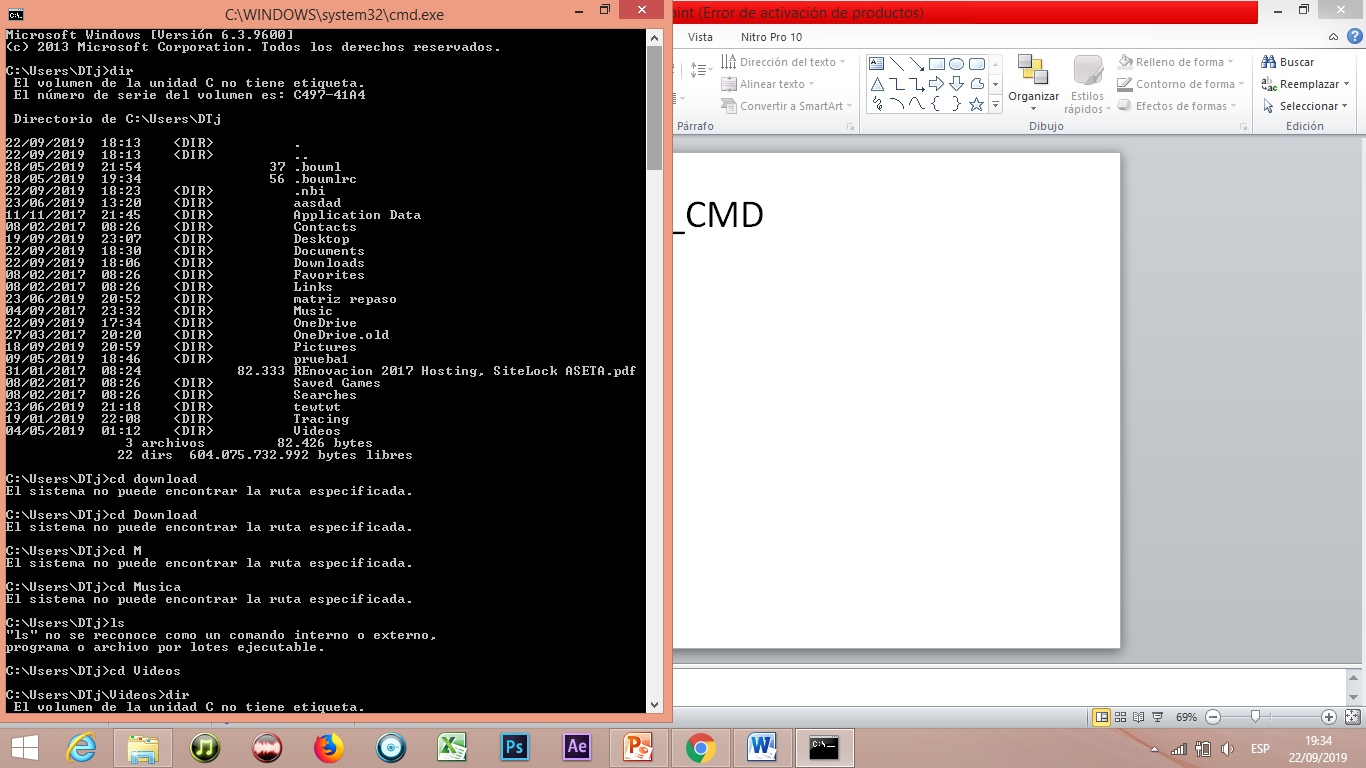 C:\WINDOWS\system32\cmd.exe
Microsoft Windows [Versión 6.3.9600]
(c) 2013 Microsoft Corporation. Todos los derechos reservados.
C:\Users\DTj>dir
El volumen de la unidad C no tiene etiqueta.
El número de serie del volumen es: C497-41A4
Directorio de C:\Users\DTj
22/09/2019 18:13 <DIR> .
22/09/2019 18:13 <DIR> ..
28/05/2019 21:54 37 .bouml
28/05/2019 19:34 56 .boumlrc
22/09/2019 18:23 <DIR> .nbi
23/06/2019 13:20 <DIR> aasdad
11/11/2017 21:45 <DIR> Application Data
08/02/2017 08:26 <DIR> Contacts
19/09/2019 23:07 <DIR> Desktop
22/09/2019 18:30 <DIR> Documents
22/09/2019 18:06 <DIR> Downloads
08/02/2017 08:26 <DIR> Favorites
08/02/2017 08:26 <DIR> Links
23/06/2019 20:52 <DIR> matriz repaso
04/09/2019 23:32 <DIR> Music
22/09/2019 17:34 <DIR> OneDrive
27/03/2017 20:20 <DIR> OneDrive.old
18/09/2019 20:59 <DIR> Pictures
09/05/2019 18:46 <DIR> prueba1
31/01/2017 08:24 82.333 REnovacion 2017 Hosting, SiteLock ASETA.pdf
08/02/2017 08:26 <DIR> Saved Games
08/02/2017 08:26 <DIR> Searches
23/06/2019 21:18 <DIR> tewtwt
19/01/2019 22:08 <DIR> Tracing
04/05/2019 01:12 <DIR> Videos
3 archivos 82.426 bytes
22 dirs 604.075.732.992 bytes libres
C:\Users\DTj>cd download
El sistema no puede encontrar la ruta especificada.
C:\Users\DTj>cd Download
El sistema no puede encontrar la ruta especificada.
C:\Users\DTj>cd M
El sistema no puede encontrar la ruta especificada.
C:\Users\DTj>cd Musica
El sistema no puede encontrar la ruta especificada.
C:\Users\DTj>ls
"ls" no se reconoce como un comando interno o externo,
programa o archivo por lotes ejecutable.
C:\Users\DTj>cd Videos
C:\Users\DTj\Videos>dir
El volumen de la unidad C no tiene etiqueta.
oint (Error de activación de productos)
Vista Nitro Pro 10
Dirección del texto
Alinear texto
Convertir a SmartArt
Párrafo
Organizar
Estilos rápidos
Relleno de forma
Contorno de forma
Efectos de formas
Dibujo
Buscar
Reemplazar
Seleccionar
Edición
_CMD
69%
ESP
19:34
22/09/2019